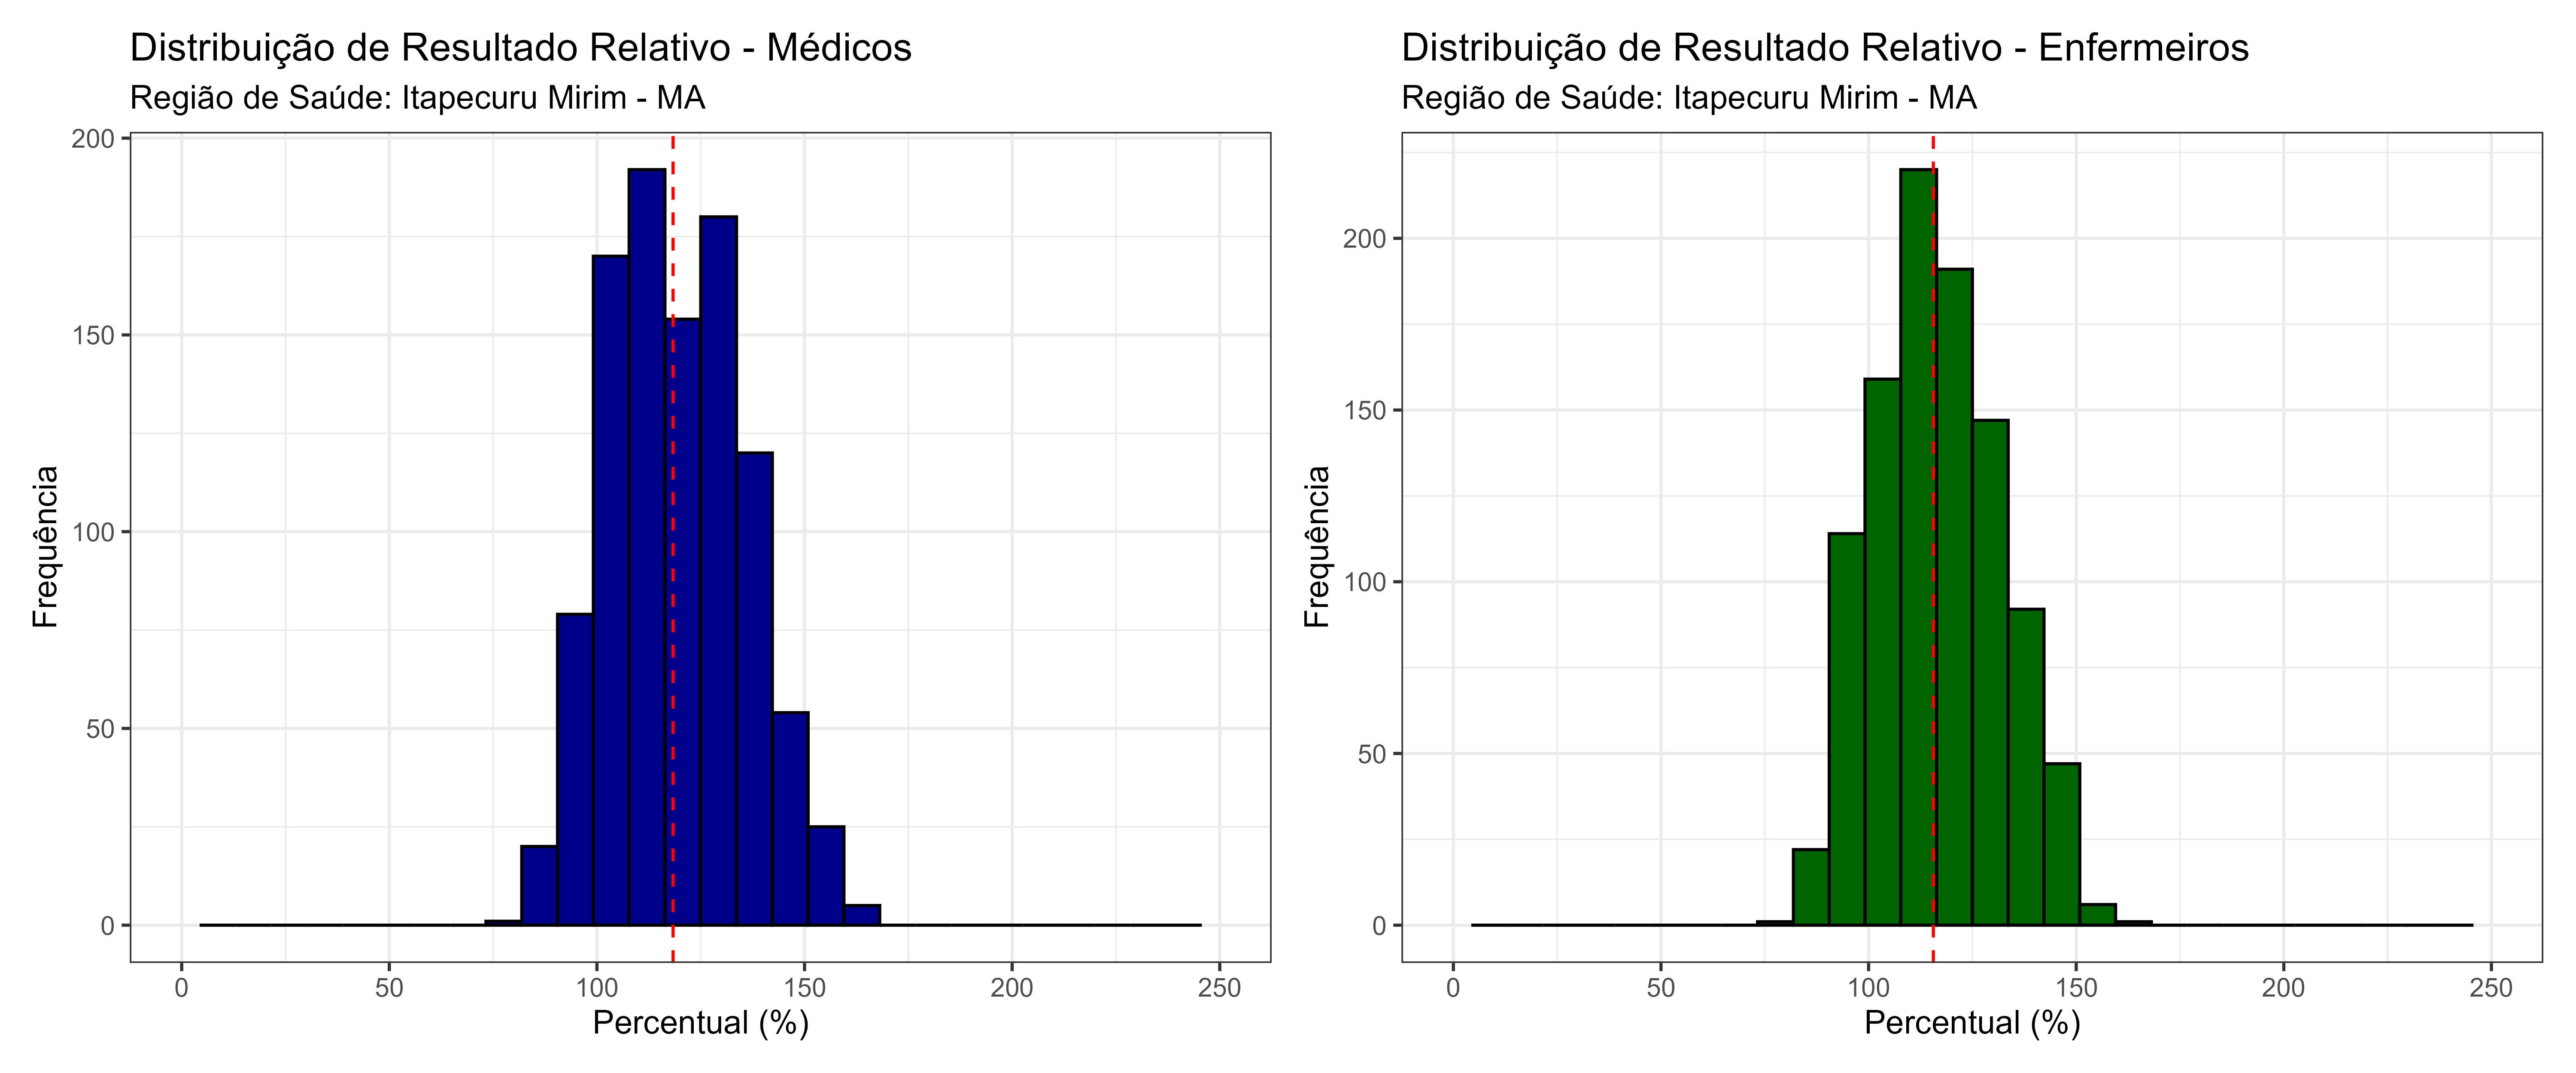 Distribuição de Resultado Relativo - Médicos
Região de Saúde: Itapecuru Mirim - MA
200
150
100
50
0
Frequência
0 50 100 150 200 250
Percentual (%)
Distribuição de Resultado Relativo - Enfermeiros
Região de Saúde: Itapecuru Mirim - MA
200
150
100
50
0
Frequência
0 50 100 150 200 250
Percentual (%)